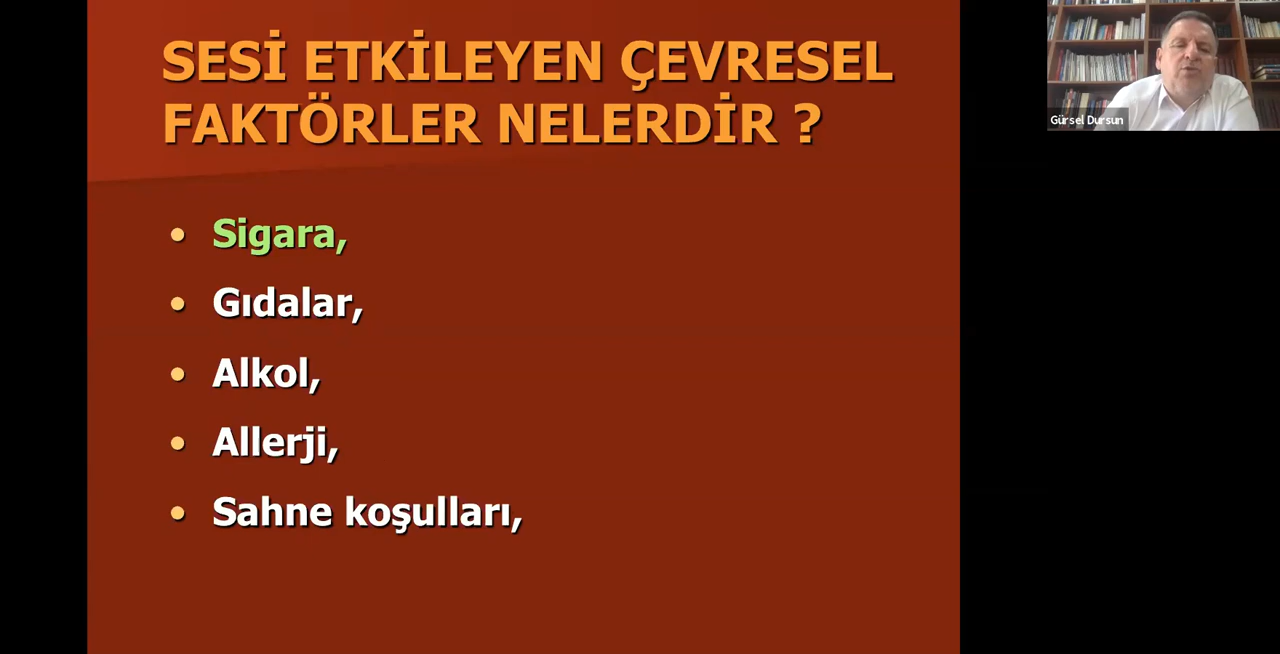 SESİ ETKİLEYEN ÇEVRESEL
FAKTÖRLER NELERDİR ?
• Sigara,
• Gıdalar,
• Alkol,
• Allerji,
• Sahne koşulları,
Gürsel Dursun